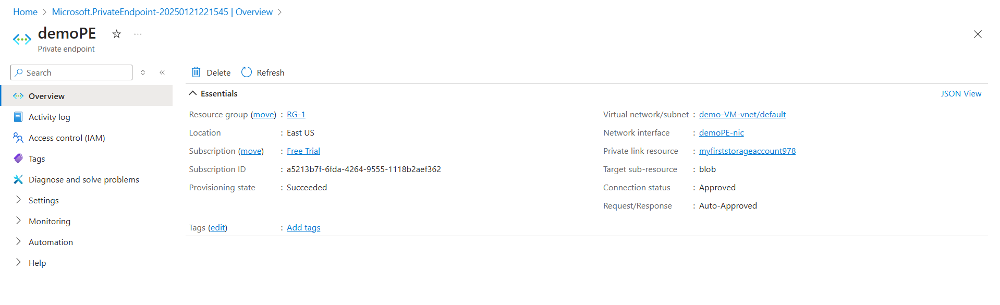 Home > Microsoft.PrivateEndpoint-20250121221545 | Overview >
demoPE
Private endpoint
Search
Overview
Activity log
Access control (IAM)
Tags
Diagnose and solve problems
Settings
Monitoring
Automation
Help
Delete Refresh
Essentials
JSON View
Resource group (move) : RG-1
Location : East US
Subscription (move) : Free Trial
Subscription ID : a5213b7f-6fda-4264-9555-1118b2aef362
Provisioning state : Succeeded
Virtual network/subnet : demo-VM-vnet/default
Network interface : demoPE-nic
Private link resource : myfirststorageaccount978
Target sub-resource : blob
Connection status : Approved
Request/Response : Auto-Approved
Tags (edit) : Add tags